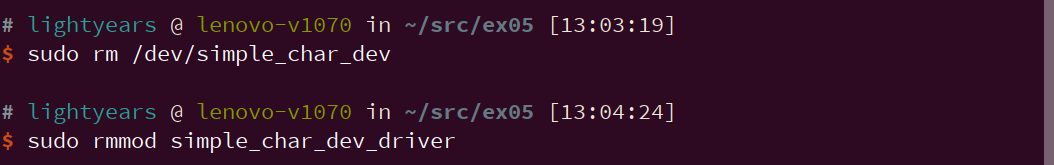 # lightyears @ lenovo-v1070 in ~/src/ex05 [13:03:19]
$ sudo rm /dev/simple_char_dev
# lightyears @ lenovo-v1070 in ~/src/ex05 [13:04:24]
$ sudo rmmod simple_char_dev_driver